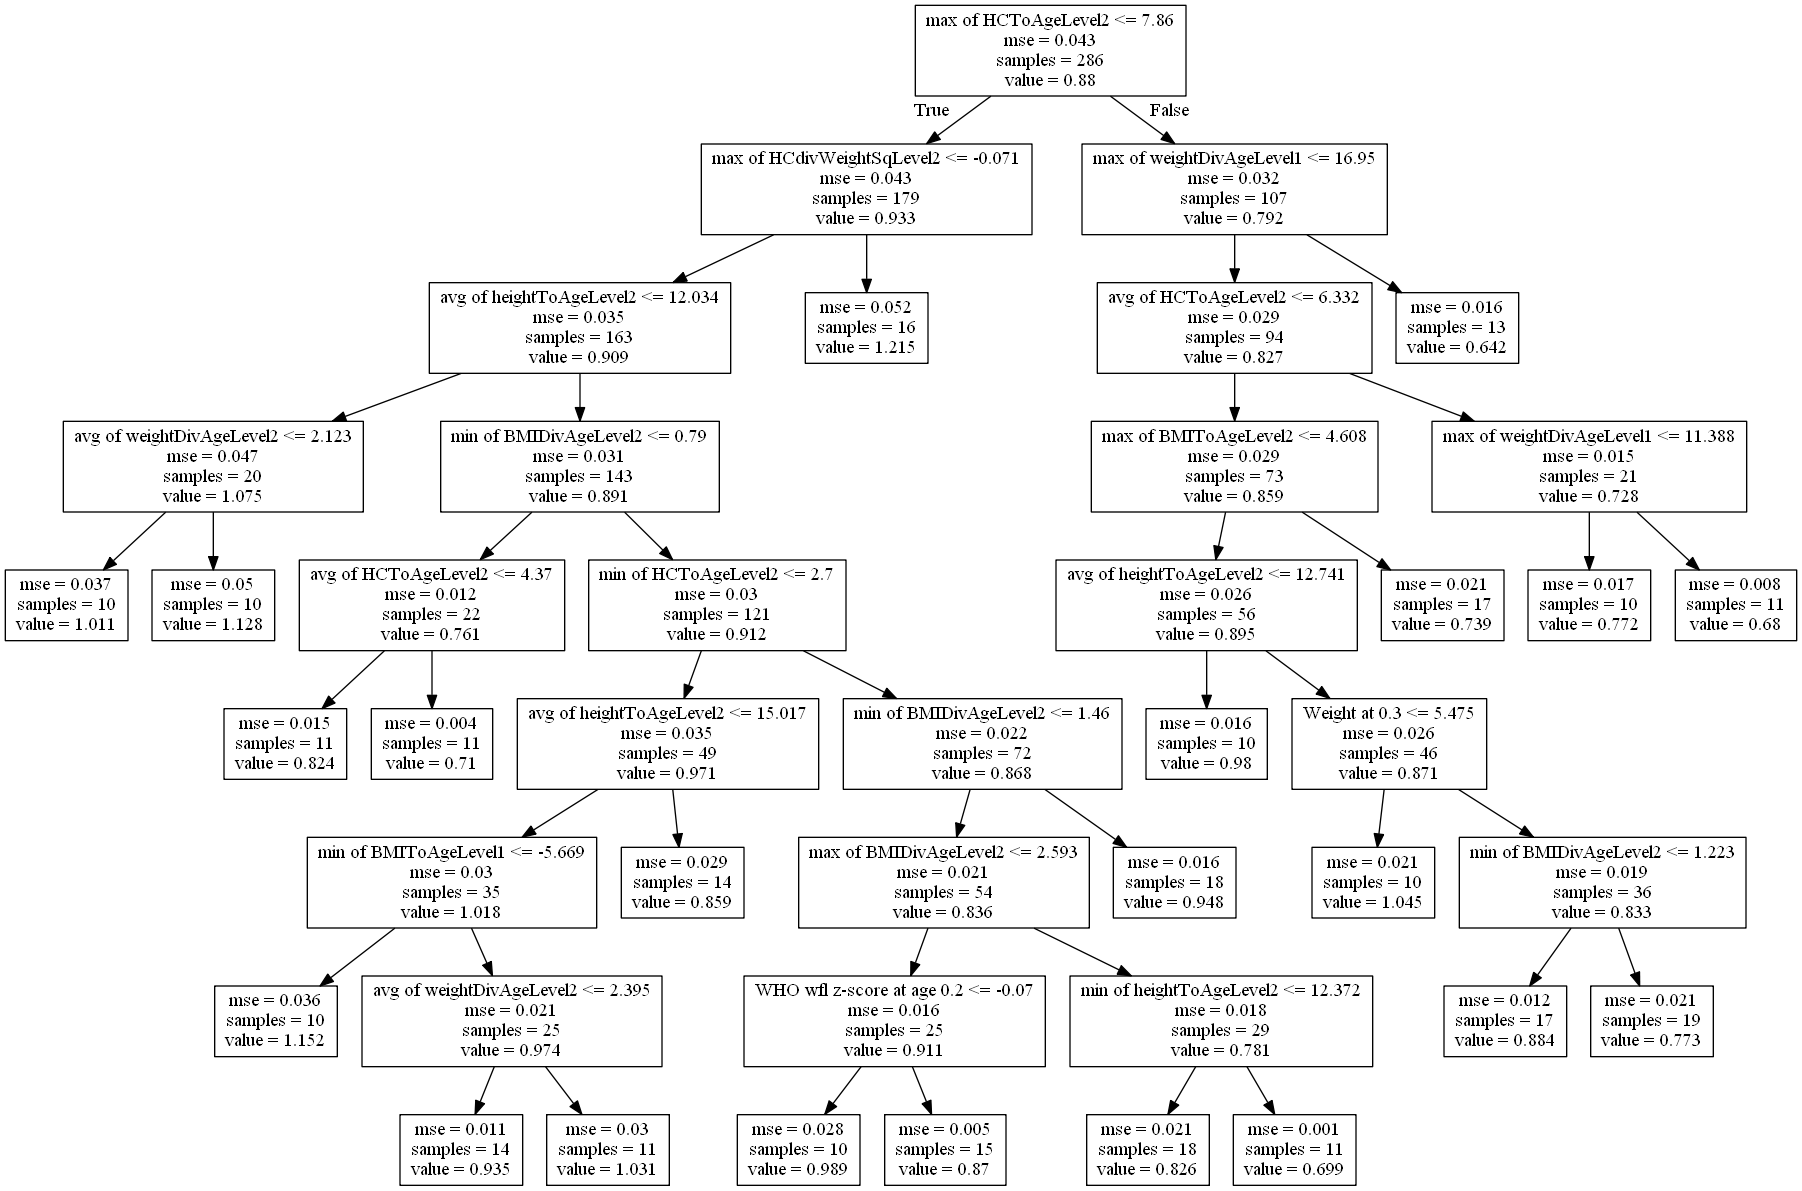 max of HCToAgeLevel2 <= 7.86
mse = 0.043
samples = 286
value = 0.88
True
False
max of HCdivWeightSqLevel2 <= -0.071
mse = 0.043
samples = 179
value = 0.933
max of weightDivAgeLevel1 <= 16.95
mse = 0.032
samples = 107
value = 0.792
avg of heightToAgeLevel2 <= 12.034
mse = 0.035
samples = 163
value = 0.909
mse = 0.052
samples = 16
value = 1.215
avg of HCToAgeLevel2 <= 6.332
mse = 0.029
samples = 94
value = 0.827
mse = 0.016
samples = 13
value = 0.642
avg of weightDivAgeLevel2 <= 2.123
mse = 0.047
samples = 20
value = 1.075
min of BMIDivAgeLevel2 <= 0.79
mse = 0.031
samples = 143
value = 0.891
max of BMIToAgeLevel2 <= 4.608
mse = 0.029
samples = 73
value = 0.859
max of weightDivAgeLevel1 <= 11.388
mse = 0.015
samples = 21
value = 0.728
mse = 0.037
samples = 10
value = 1.011
mse = 0.05
samples = 10
value = 1.128
avg of HCToAgeLevel2 <= 4.37
mse = 0.012
samples = 22
value = 0.761
min of HCToAgeLevel2 <= 2.7
mse = 0.03
samples = 121
value = 0.912
avg of heightToAgeLevel2 <= 12.741
mse = 0.026
samples = 56
value = 0.895
mse = 0.021
samples = 17
value = 0.739
mse = 0.017
samples = 10
value = 0.772
mse = 0.008
samples = 11
value = 0.68
mse = 0.015
samples = 11
value = 0.824
mse = 0.004
samples = 11
value = 0.71
avg of heightToAgeLevel2 <= 15.017
mse = 0.035
samples = 49
value = 0.971
min of BMIDivAgeLevel2 <= 1.46
mse = 0.022
samples = 72
value = 0.868
mse = 0.016
samples = 10
value = 0.98
Weight at 0.3 <= 5.475
mse = 0.026
samples = 46
value = 0.871
min of BMIToAgeLevel1 <= -5.669
mse = 0.03
samples = 35
value = 1.018
mse = 0.029
samples = 14
value = 0.859
max of BMIDivAgeLevel2 <= 2.593
mse = 0.021
samples = 54
value = 0.836
mse = 0.016
samples = 18
value = 0.948
mse = 0.021
samples = 10
value = 1.045
min of BMIDivAgeLevel2 <= 1.223
mse = 0.019
samples = 36
value = 0.833
mse = 0.036
samples = 10
value = 1.152
avg of weightDivAgeLevel2 <= 2.395
mse = 0.021
samples = 25
value = 0.974
WHO wfl z-score at age 0.2 <= -0.07
mse = 0.016
samples = 25
value = 0.911
min of heightToAgeLevel2 <= 12.372
mse = 0.018
samples = 29
value = 0.781
mse = 0.012
samples = 17
value = 0.884
mse = 0.021
samples = 19
value = 0.773
mse = 0.011
samples = 14
value = 0.935
mse = 0.03
samples = 11
value = 1.031
mse = 0.028
samples = 10
value = 0.989
mse = 0.005
samples = 15
value = 0.87
mse = 0.021
samples = 18
value = 0.826
mse = 0.001
samples = 11
value = 0.699